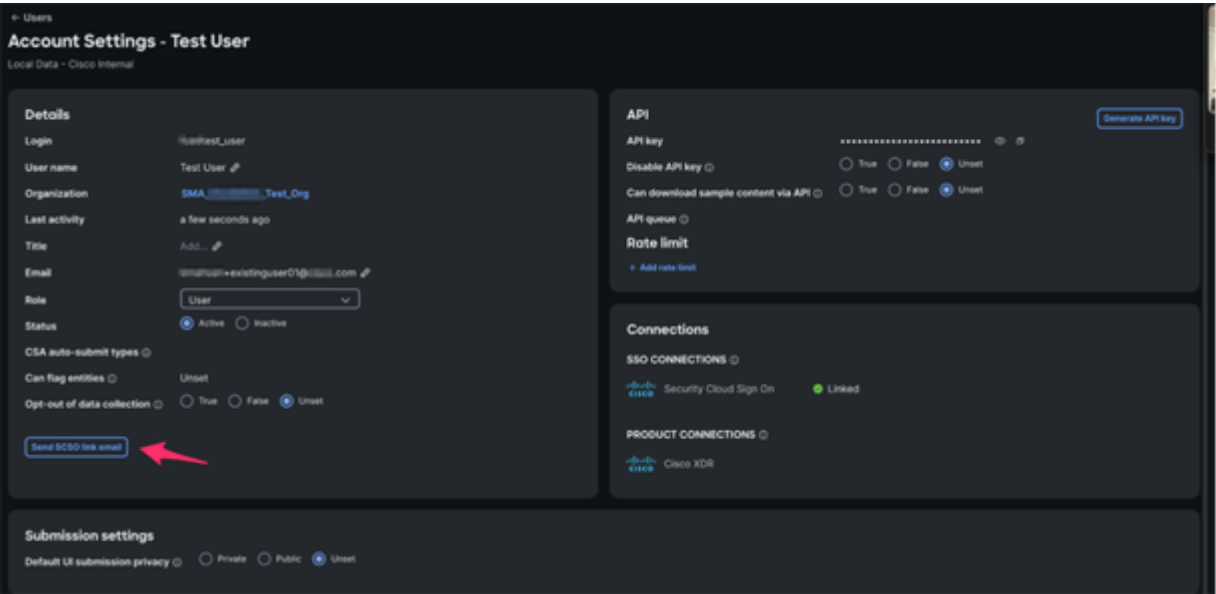 ← Users
Account Settings - Test User
Local Data - Cisco Internal
Details
Login test_user
User name Test User
Organization SMA_ _Test_Org
Last activity a few seconds ago
Title Add...
Email +existinguser01@ .com
Role User
Status Active Inactive
CSA auto-submit types
Can flag entities Unset
Opt-out of data collection True False Unset
Send SCSO link email
API
Generate API key
API key ••••••••••••••••••••••••
Disable API key True False Unset
Can download sample content via API True False Unset
API queue
Rate limit
+ Add rate limit
Connections
SSO CONNECTIONS
CISCO Security Cloud Sign On Linked
PRODUCT CONNECTIONS
CISCO Cisco XDR
Submission settings
Default UI submission privacy Private Public Unset